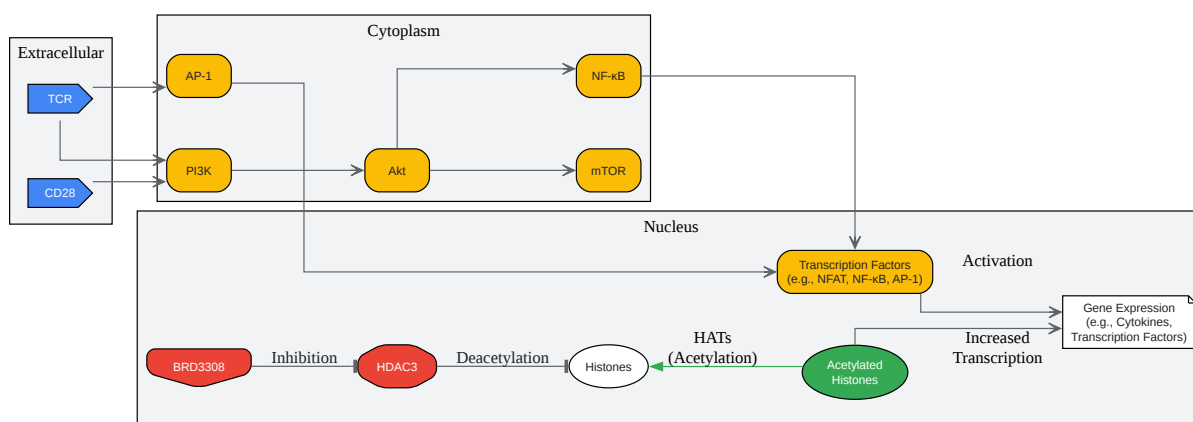 Extracellular
TCR
CD28
Cytoplasm
AP-1
NF-κB
PI3K
Akt
mTOR
Nucleus
Transcription Factors
(e.g., NFAT, NF-κB, AP-1)
Activation
Gene Expression
(e.g., Cytokines,
Transcription Factors)
BRD3308
Inhibition
HDAC3
Deacetylation
Histones
HATs
(Acetylation)
Acetylated
Histones
Increased
Transcription